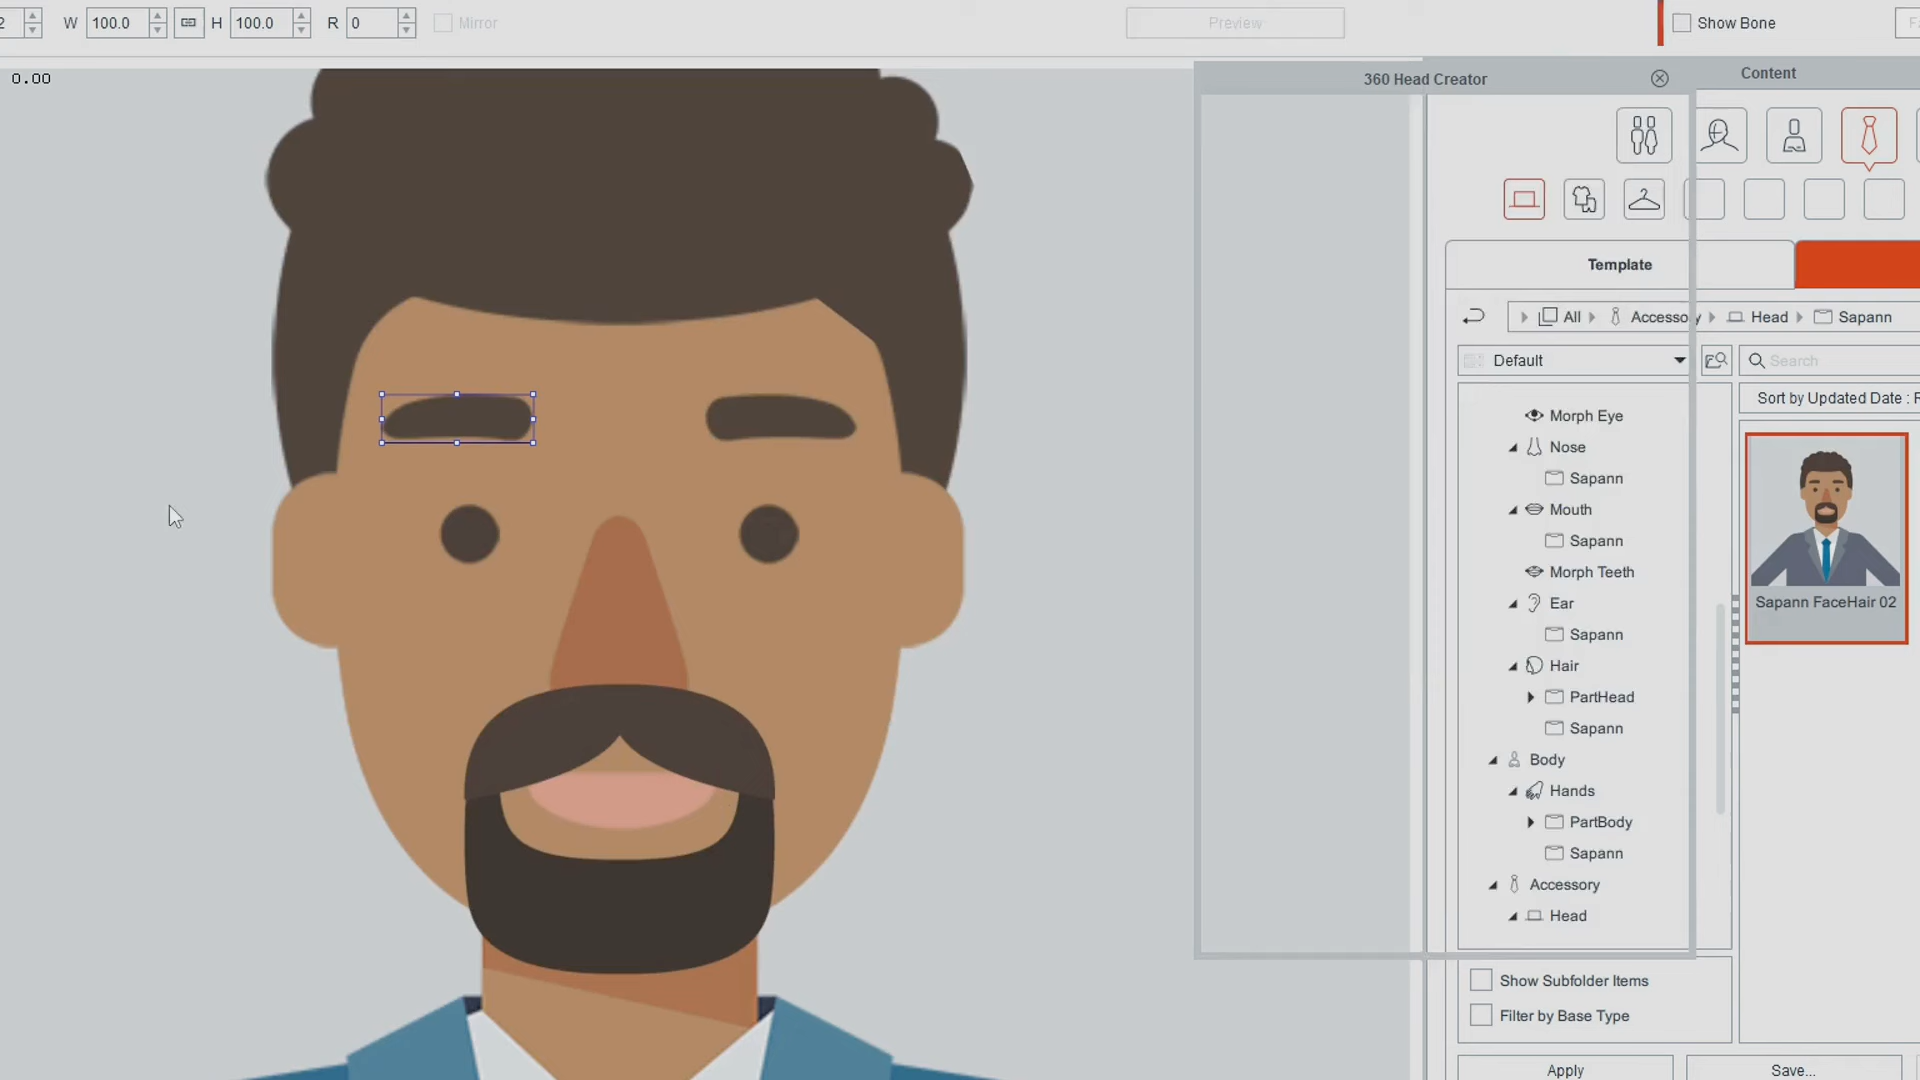 2 W 100.0 H 100.0 R 0 Mirror Preview Show Bone
0.00
360 Head Creator
Content
Template
All Accessory Head Sapann
Default
Search
Sort by Updated Date :
Morph Eye
Nose
Sapann
Mouth
Sapann
Morph Teeth
Ear
Sapann
Hair
PartHead
Sapann
Body
Hands
PartBody
Sapann
Accessory
Head
Sapann FaceHair 02
Show Subfolder Items
Filter by Base Type
Apply
Save...